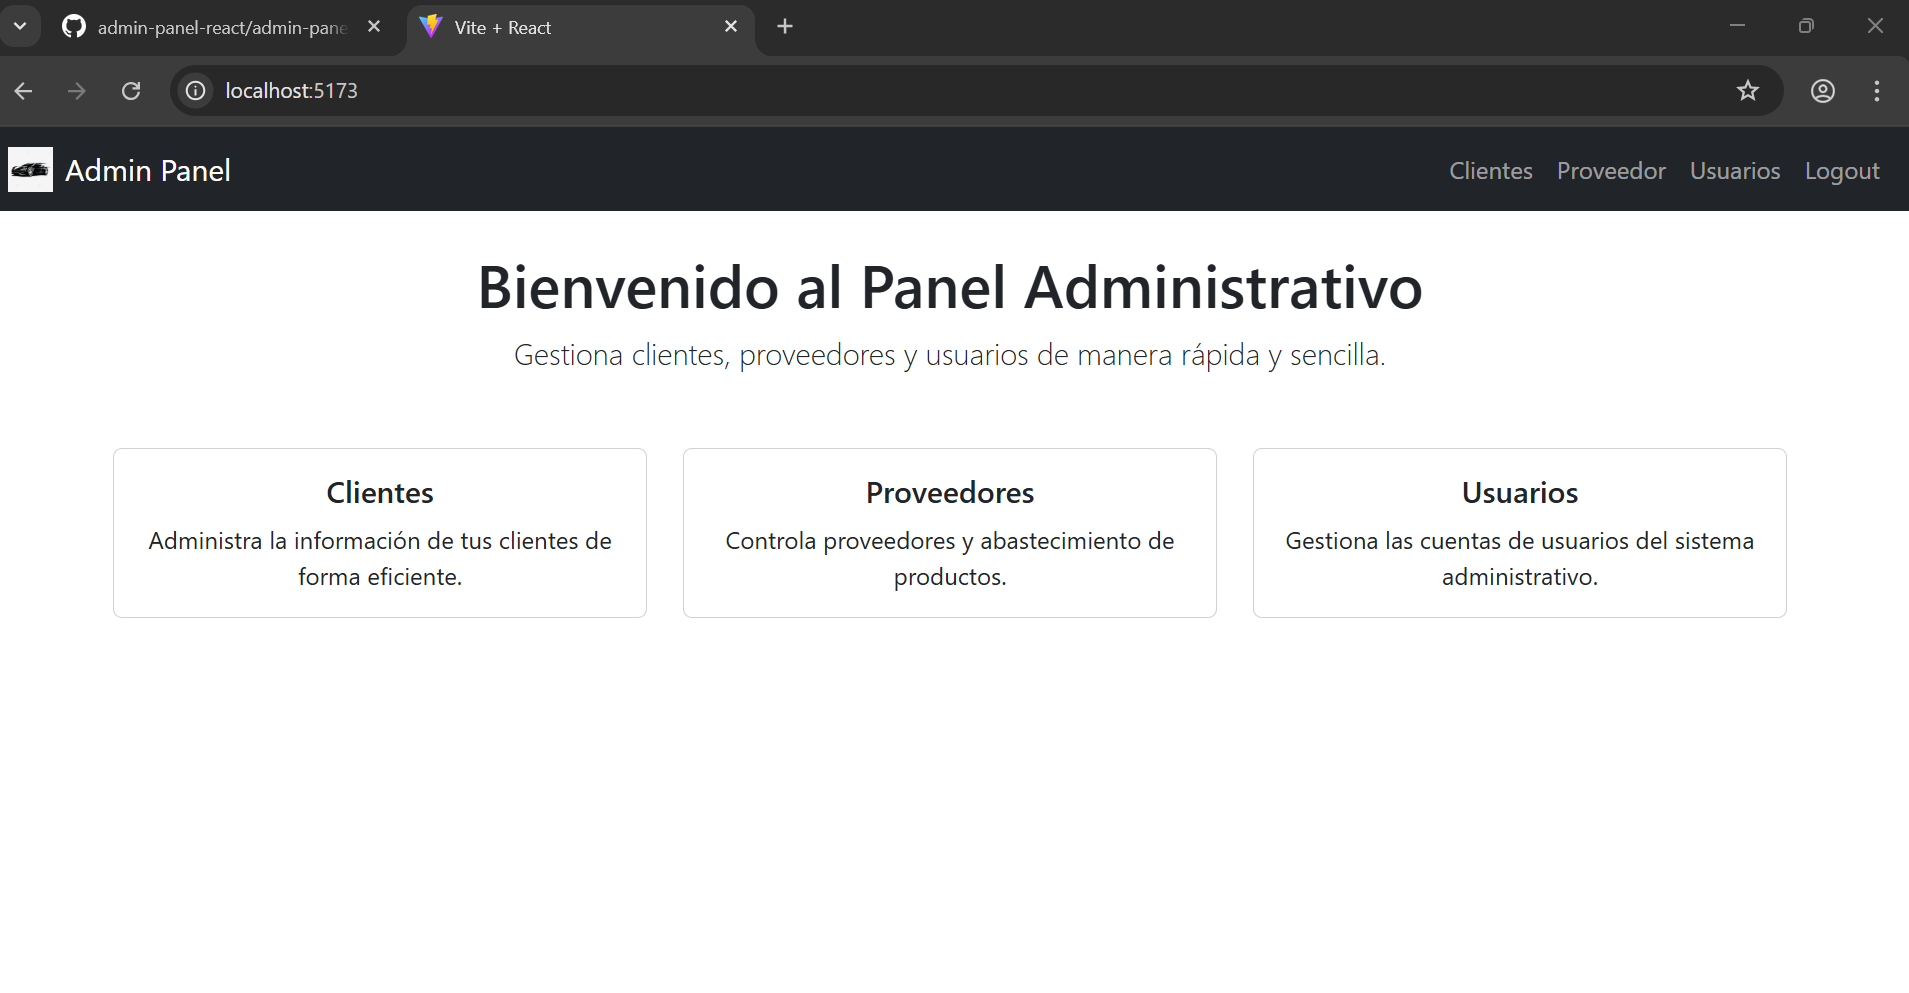 admin-panel-react/admin-pane
Vite + React
localhost:5173
Admin Panel
Clientes Proveedor Usuarios Logout
Bienvenido al Panel Administrativo
Gestiona clientes, proveedores y usuarios de manera rápida y sencilla.
Clientes
Administra la información de tus clientes de
forma eficiente.
Proveedores
Controla proveedores y abastecimiento de
productos.
Usuarios
Gestiona las cuentas de usuarios del sistema
administrativo.